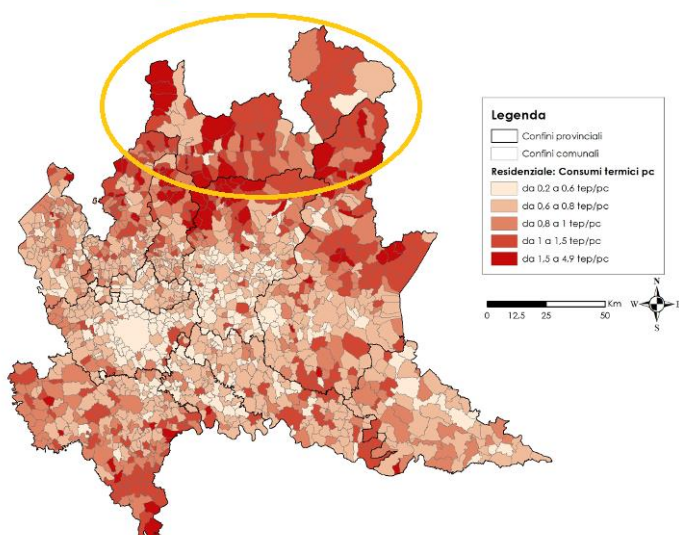 Legenda
Confini provinciali
Confini comunali
Residenziale: Consumi termici pc
da 0,2 a 0,6 tep/pc
da 0,6 a 0,8 tep/pc
da 0,8 a 1 tep/pc
da 1 a 1,5 tep/pc
da 1,5 a 4,9 tep/pc
N
Km
W
E
0 12,5 25 50
S